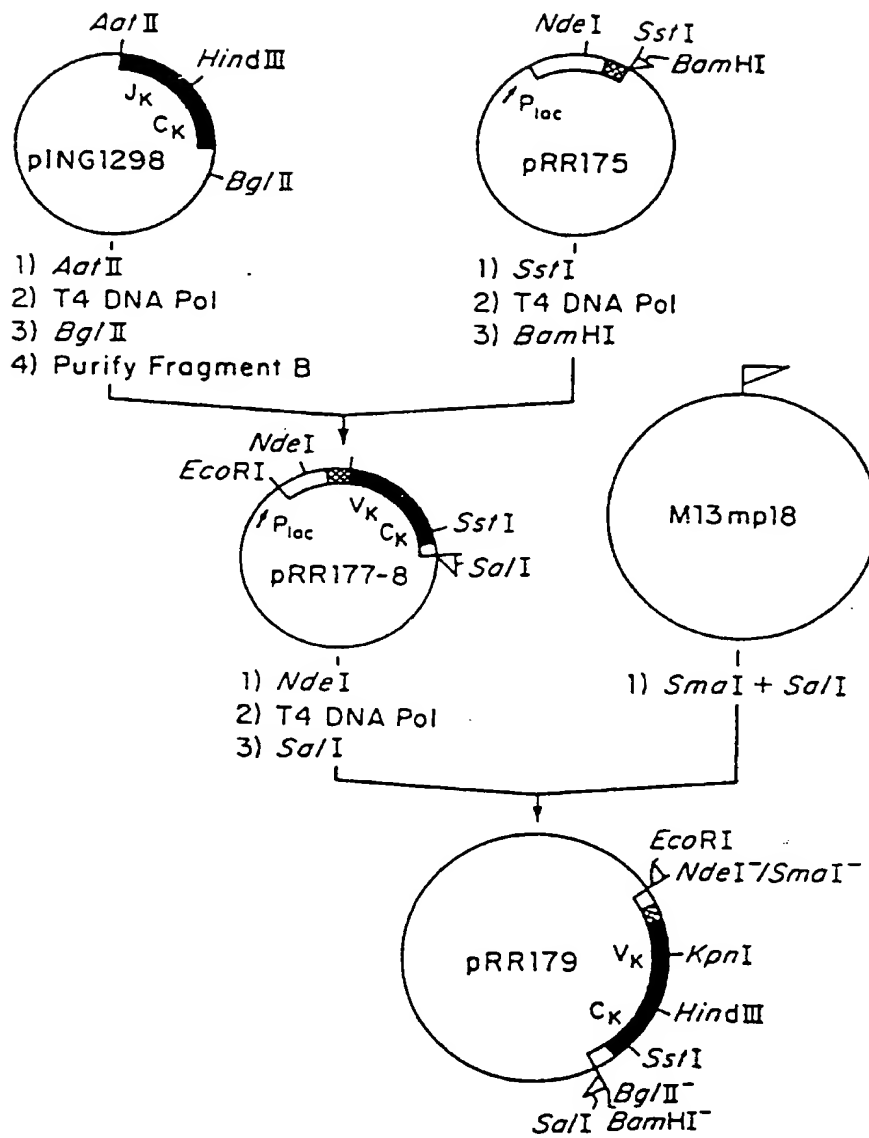 AatII
HindIII
JK
CK
pING1298
BglII
1) AatII
2) T4 DNA Pol
3) BglII
4) Purify Fragment B
NdeI
SstI
BamHI
Plac
pRR175
1) SstI
2) T4 DNA Pol
3) BamHI
NdeI
EcoRI
Plac
VK
CK
SstI
SalI
pRR177-8
1) NdeI
2) T4 DNA Pol
3) SalI
M13mp18
1) SmaI + SalI
EcoRI
NdeI⁻/SmaI⁻
pRR179
VK
KpnI
CK
HindIII
SstI
BglII⁻
SalI BamHI⁻